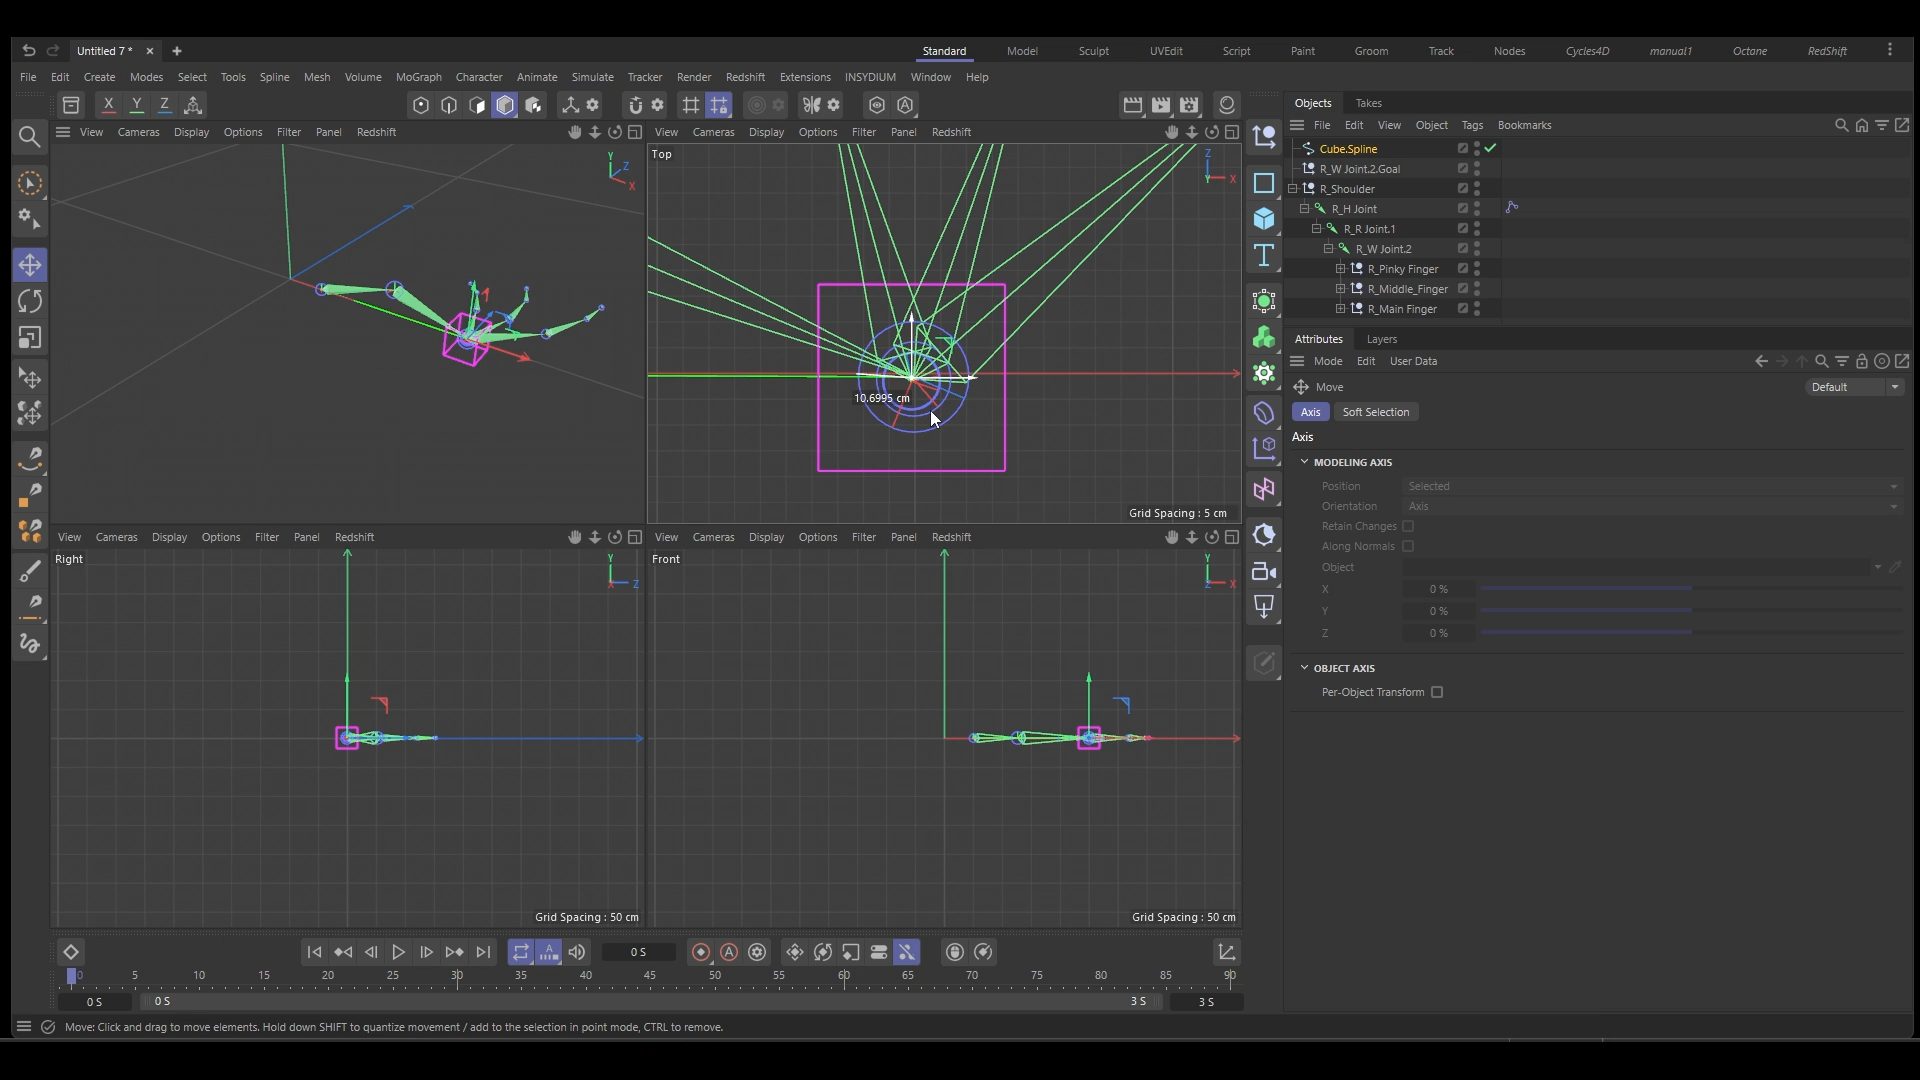 Untitled 7 *
Standard Model Sculpt UVEdit Script Paint Groom Track Nodes Cycles4D manual1 Octane RedShift
File Edit Create Modes Select Tools Spline Mesh Volume MoGraph Character Animate Simulate Tracker Render Redshift Extensions INSYDIUM Window Help
X Y Z
Objects Takes
View Cameras Display Options Filter Panel Redshift
View Cameras Display Options Filter Panel Redshift
File Edit View Object Tags Bookmarks
Top
Y
Z
X
Z
Y
X
Cube.Spline
R_W Joint.2.Goal
R_Shoulder
R_H Joint
R_R Joint.1
R_W Joint.2
R_Pinky Finger
R_Middle_Finger
R_Main Finger
Attributes Layers
Mode Edit User Data
Move
Default
Axis Soft Selection
Axis
MODELING AXIS
Position Selected
Orientation Axis
Retain Changes
Along Normals
Object
X 0 %
Y 0 %
Z 0 %
OBJECT AXIS
Per-Object Transform
10.6995 cm
Grid Spacing : 5 cm
View Cameras Display Options Filter Panel Redshift
View Cameras Display Options Filter Panel Redshift
Right
Y
X
Z
Front
Y
Z
X
Grid Spacing : 50 cm
Grid Spacing : 50 cm
0 S
0 5 10 15 20 25 30 35 40 45 50 55 60 65 70 75 80 85 90
0 S
0 S
3 S
3 S
Move: Click and drag to move elements. Hold down SHIFT to quantize movement / add to the selection in point mode, CTRL to remove.